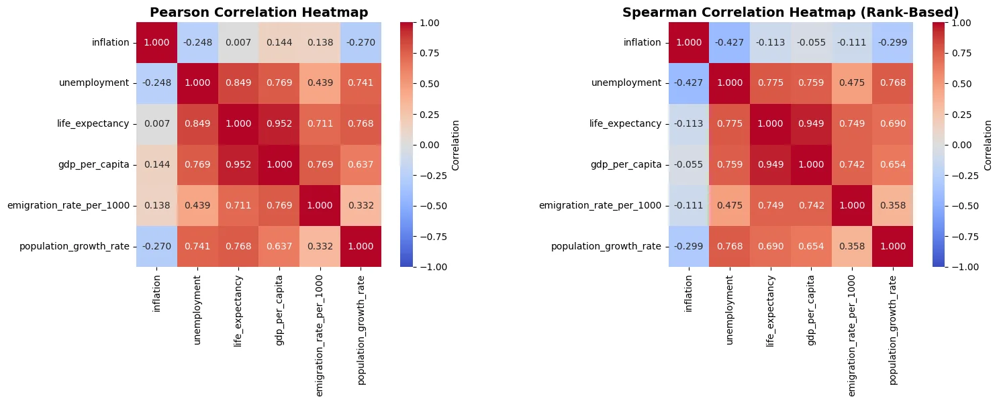 Pearson Correlation Heatmap
inflation 1.000 -0.248 0.007 0.144 0.138 -0.270
unemployment -0.248 1.000 0.849 0.769 0.439 0.741
life_expectancy 0.007 0.849 1.000 0.952 0.711 0.768
gdp_per_capita 0.144 0.769 0.952 1.000 0.769 0.637
emigration_rate_per_1000 0.138 0.439 0.711 0.769 1.000 0.332
population_growth_rate -0.270 0.741 0.768 0.637 0.332 1.000
inflation
unemployment
life_expectancy
gdp_per_capita
emigration_rate_per_1000
population_growth_rate
1.00
0.75
0.50
0.25
0.00
−0.25
−0.50
−0.75
−1.00
Correlation
Spearman Correlation Heatmap (Rank-Based)
inflation 1.000 -0.427 -0.113 -0.055 -0.111 -0.299
unemployment -0.427 1.000 0.775 0.759 0.475 0.768
life_expectancy -0.113 0.775 1.000 0.949 0.749 0.690
gdp_per_capita -0.055 0.759 0.949 1.000 0.742 0.654
emigration_rate_per_1000 -0.111 0.475 0.749 0.742 1.000 0.358
population_growth_rate -0.299 0.768 0.690 0.654 0.358 1.000
inflation
unemployment
life_expectancy
gdp_per_capita
emigration_rate_per_1000
population_growth_rate
1.00
0.75
0.50
0.25
0.00
−0.25
−0.50
−0.75
−1.00
Correlation